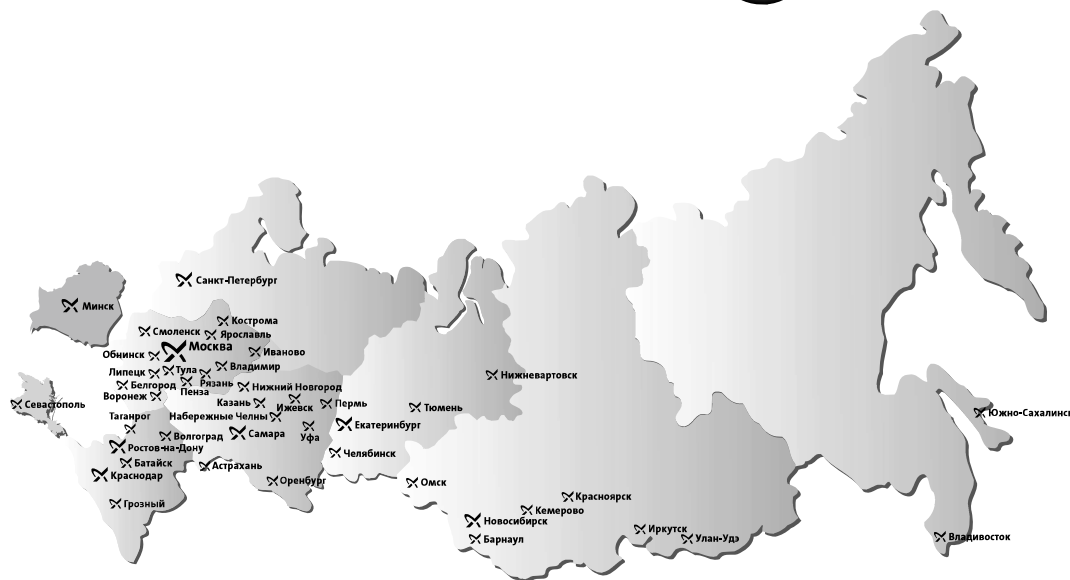 Санкт-Петербург
Минск
Кострома
Смоленск
Ярославль
Москва
Обнинск
Иваново
Владимир
Липецк
Тула
Рязань
Нижневартовск
Белгород
Пенза
Нижний Новгород
Воронеж
Казань
Ижевск
Пермь
Севастополь
Тюмень
Южно-Сахалинс
Таганрог
Набережные Челны
Екатеринбург
Волгоград
Самара
Уфа
Ростов-на-Дону
Челябинск
Батайск
Астрахань
Краснодар
Оренбург
Омск
Красноярск
Грозный
Кемерово
Новосибирск
Иркутск
Барнаул
Улан-Удэ
Владивосток